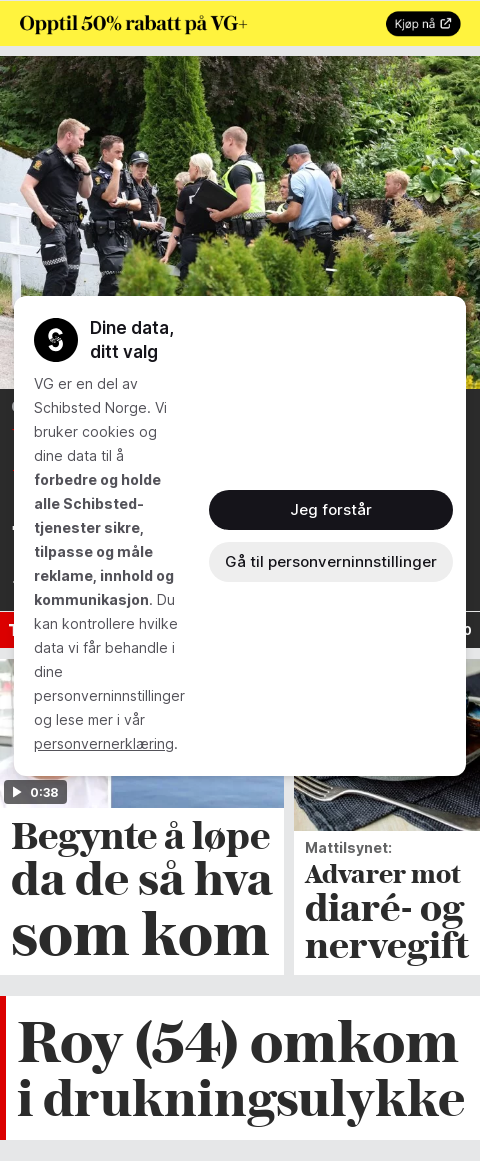 Opptil 50% rabatt på VG+
Kjøp nå
Dine data,
ditt valg
VG er en del av
Schibsted Norge. Vi
bruker cookies og
dine data til å
forbedre og holde
alle Schibsted-
tjenester sikre,
tilpasse og måle
reklame, innhold og
kommunikasjon. Du
kan kontrollere hvilke
data vi får behandle i
dine
personverninnstillinger
og lese mer i vår
personvernerklæring.
Jeg forstår
Gå til personverninnstillinger
0:38
Begynte å løpe
da de så hva
som kom
Mattilsynet:
Advarer mot
diaré- og
nervegift
Roy (54) omkom
i drukningsulykke